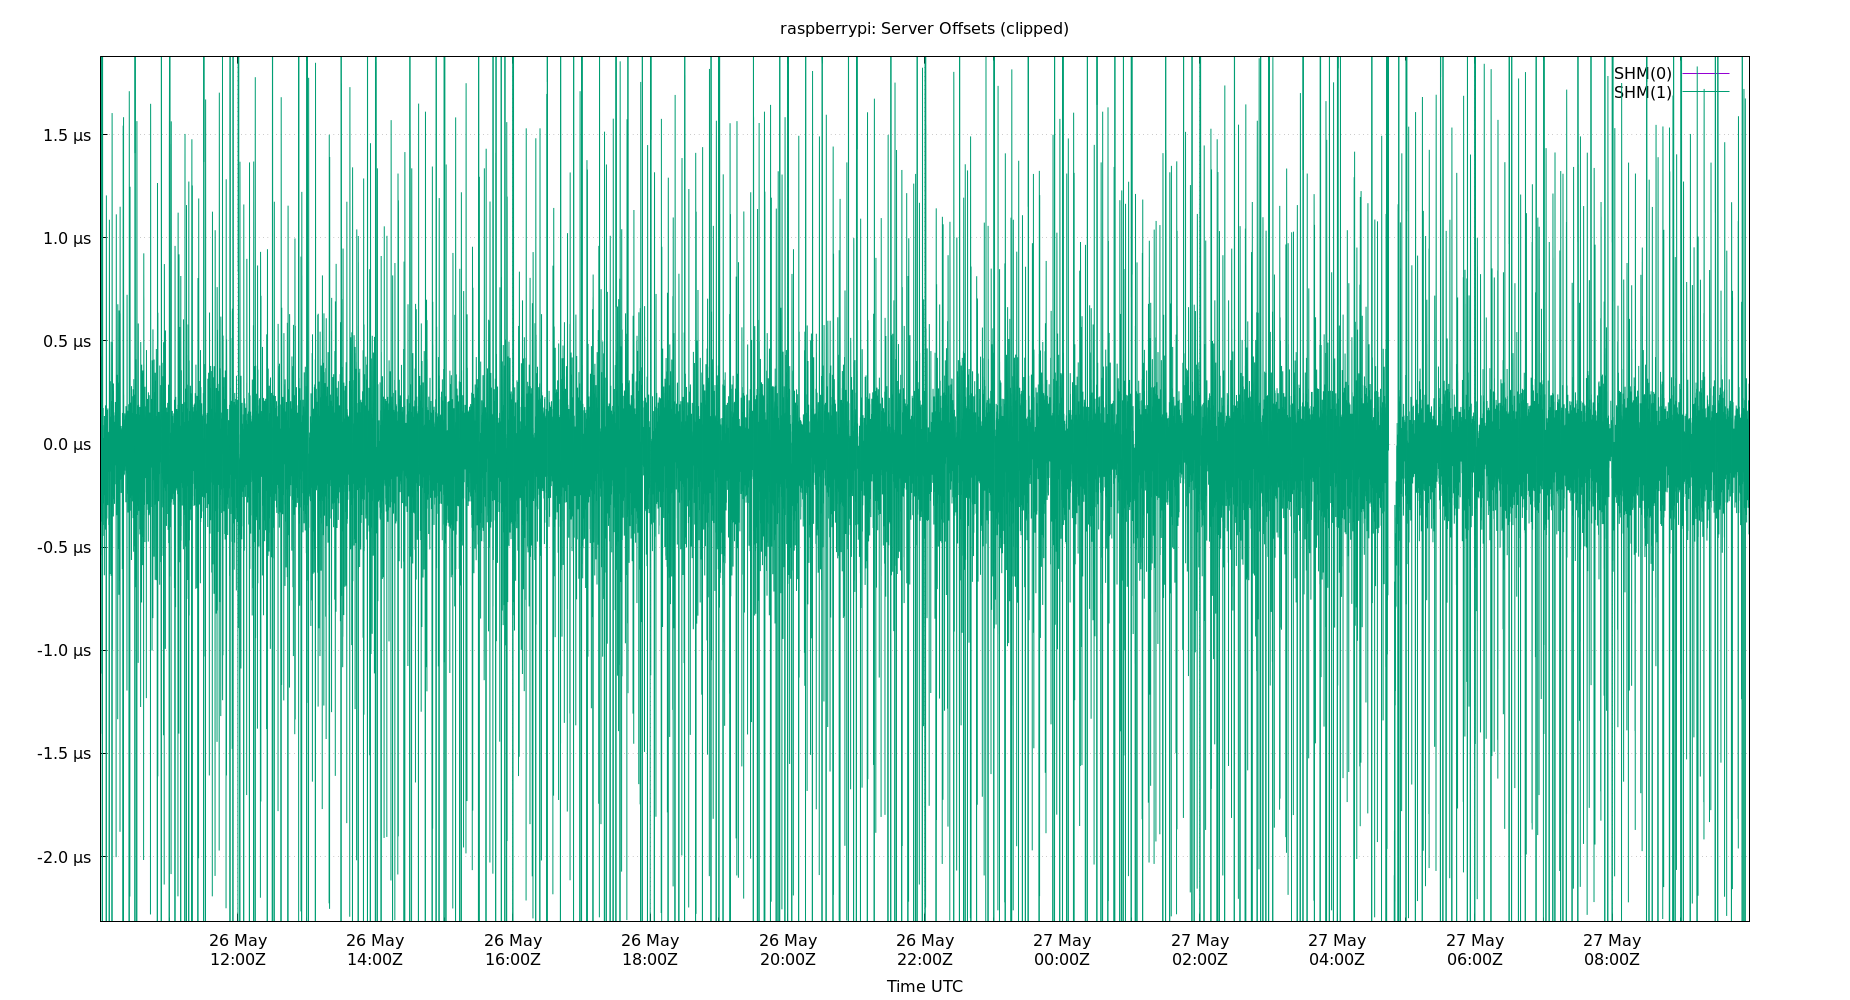 raspberrypi: Server Offsets (clipped)
SHM(0)
SHM(1)
1.5 µs
1.0 µs
0.5 µs
0.0 µs
-0.5 µs
-1.0 µs
-1.5 µs
-2.0 µs
26 May 26 May 26 May 26 May 26 May 26 May 27 May 27 May 27 May 27 May 27 May
12:00Z 14:00Z 16:00Z 18:00Z 20:00Z 22:00Z 00:00Z 02:00Z 04:00Z 06:00Z 08:00Z
Time UTC